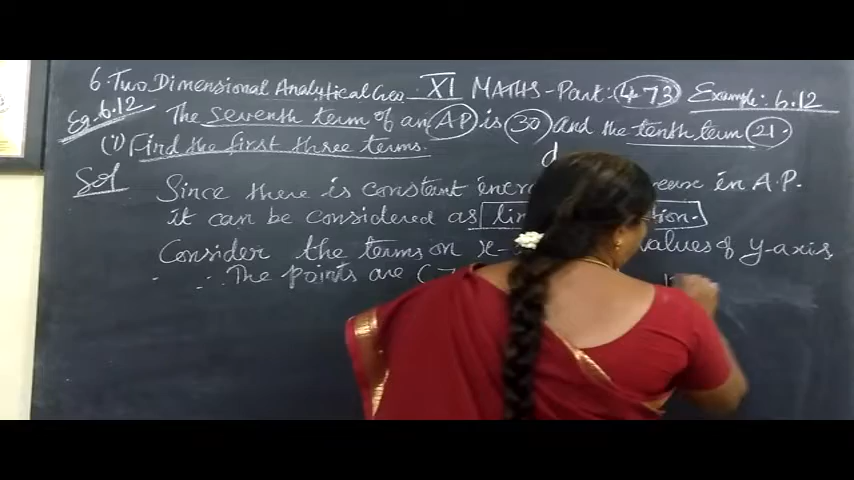 6. Two Dimensional Analytical Geo XI MATHS - Part: 473 Example: 6.12
Eg. 6.12 The seventh term of an AP is 30 and the tenth term 21.
(i) Find the first three terms.
Sol Since there is constant in A.P.
it can be considered as
Consider the terms on x- values of y-axis
∴ The points are (7